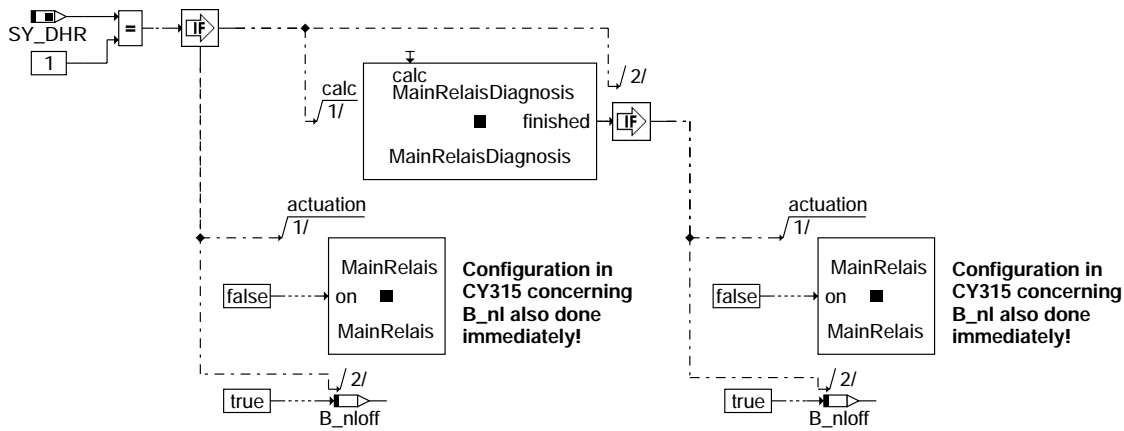 SY_DHR
=
IF
1
calc
1/
calc
MainRelaisDiagnosis
finished
MainRelaisDiagnosis
2/
IF
actuation
1/
MainRelais
false
on
MainRelais
Configuration in
CY315 concerning
B_nl also done
immediately!
2/
true
B_nloff
actuation
1/
MainRelais
false
on
MainRelais
Configuration in
CY315 concerning
B_nl also done
immediately!
2/
true
B_nloff